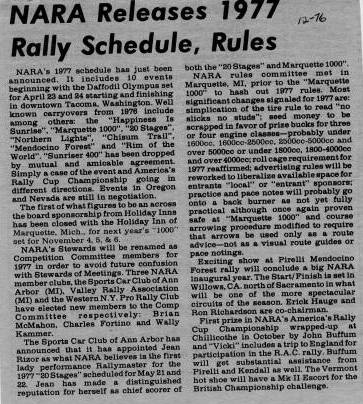 NARA Releases 1977
12-76
Rally Schedule, Rules
NARA's 1977 schedule has just been
announced. It includes 10 events
beginning with the Daffodil Olympus set
for April 23 and 24 starting and finishing
in downtown Tacoma, Washington. Well
known carryovers from 1976 include
among others: the "Happiness Is
Sunrise", "Marquette 1000", "20 Stages",
"Northern Lights", "Chisum Trail",
"Mendocino Forest" and "Rim of the
World". "Sunriser 400" has been dropped
by mutual and amicable agreement.
Simply a case of the event and America's
Rally Cup Championship going in
different directions. Events in Oregon
and Nevada are still in negotiation.
The first of what figures to be an across
the board sponsorship from Holiday Inns
has been closed with the Holiday Inn of
Marquette, Mich., for next year's "1000"
set for November 4, 5, & 6.
NARA's Stewards will be renamed as
Competition Committee members for
1977 in order to avoid future confusion
with Stewards of Meetings. Three NARA
member clubs, the Sports Car Club of Ann
Arbor (MI), Valley Rally Association
(MI) and the Western N.Y. Pro Rally Club
have elected new members to the Comp
Committee respectively: Brian
McMahon, Charles Fortino and Wally
Kammer.
The Sports Car Club of Ann Arbor has
announced that it has appointed Jean
Rizor as what NARA believes is the first
lady performance Rallymaster for the
1977 "20 Stages" scheduled for May 21 and
22. Jean has made a distinguished
reputation for herself as chief scorer of
both the "20 Stages" and Marquette 1000".
NARA rules committee met in
Marquette, MI, prior to the "Marquette
1000" to hash out 1977 rules. Most
significant changes signaled for 1977 are:
simplication of the tire rule to read "no
slicks no studs"; seed money to be
scrapped in favor of prize books for three
or four engine classes—probably under
1600cc, 1600cc-2500cc, 2500cc-5000cc and
over 5000cc or under 1800cc, 1800-4000cc
and over 4000cc; roll cage requirement for
1977 reaffirmed; advertising rules will be
reworked to liberalize available space for
entrants "local" or "entrant" sponsors;
practice and pace notes will probably go
onto a back burner as not yet fully
practical although once again proven
safe at "Marquette 1000" and course
arrowing procedure modified to require
that arrows be used only as a route
advice—not as a visual route guides or
pace notings.
Exciting show at Pirelli Mendocino
Forest rally will conclude a big NARA
inaugural year. The Start/Finish is set in
Willows, CA. north of Sacramento in what
will be one of the more spectacular
circuits of the season. Erick Hauge and
Ron Richardson are co-chairman.
First prize in NARA's America's Rally
Cup Championship wrapped-up at
Chillicothe in October by John Buffum
and "Vicki" includes a trip to England for
participation in the R.A.C. rally. Buffum
will get substantial assistance from
Pirelli and Kendall as well. The Vermont
hot shoe will have a Mk II Escort for the
British Championship challenge.